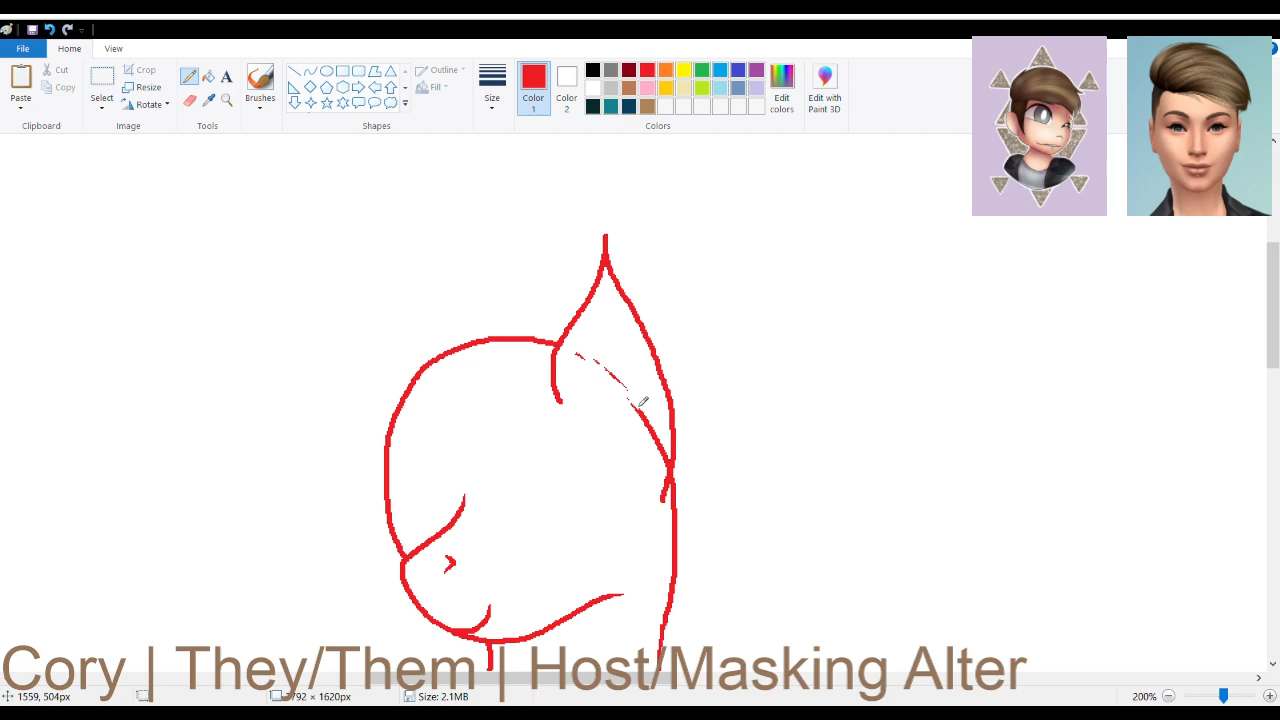 File Home View
Cut
Copy
Paste
Clipboard
Select
Crop
Resize
Rotate
Image
A
Tools
Brushes
Shapes
Outline
Fill
Size
Color 1
Color 2
Colors
Edit colors
Edit with Paint 3D
Cory | They/Them | Host/Masking Alter
1559, 504px
792 × 1620px
Size: 2.1MB
200%